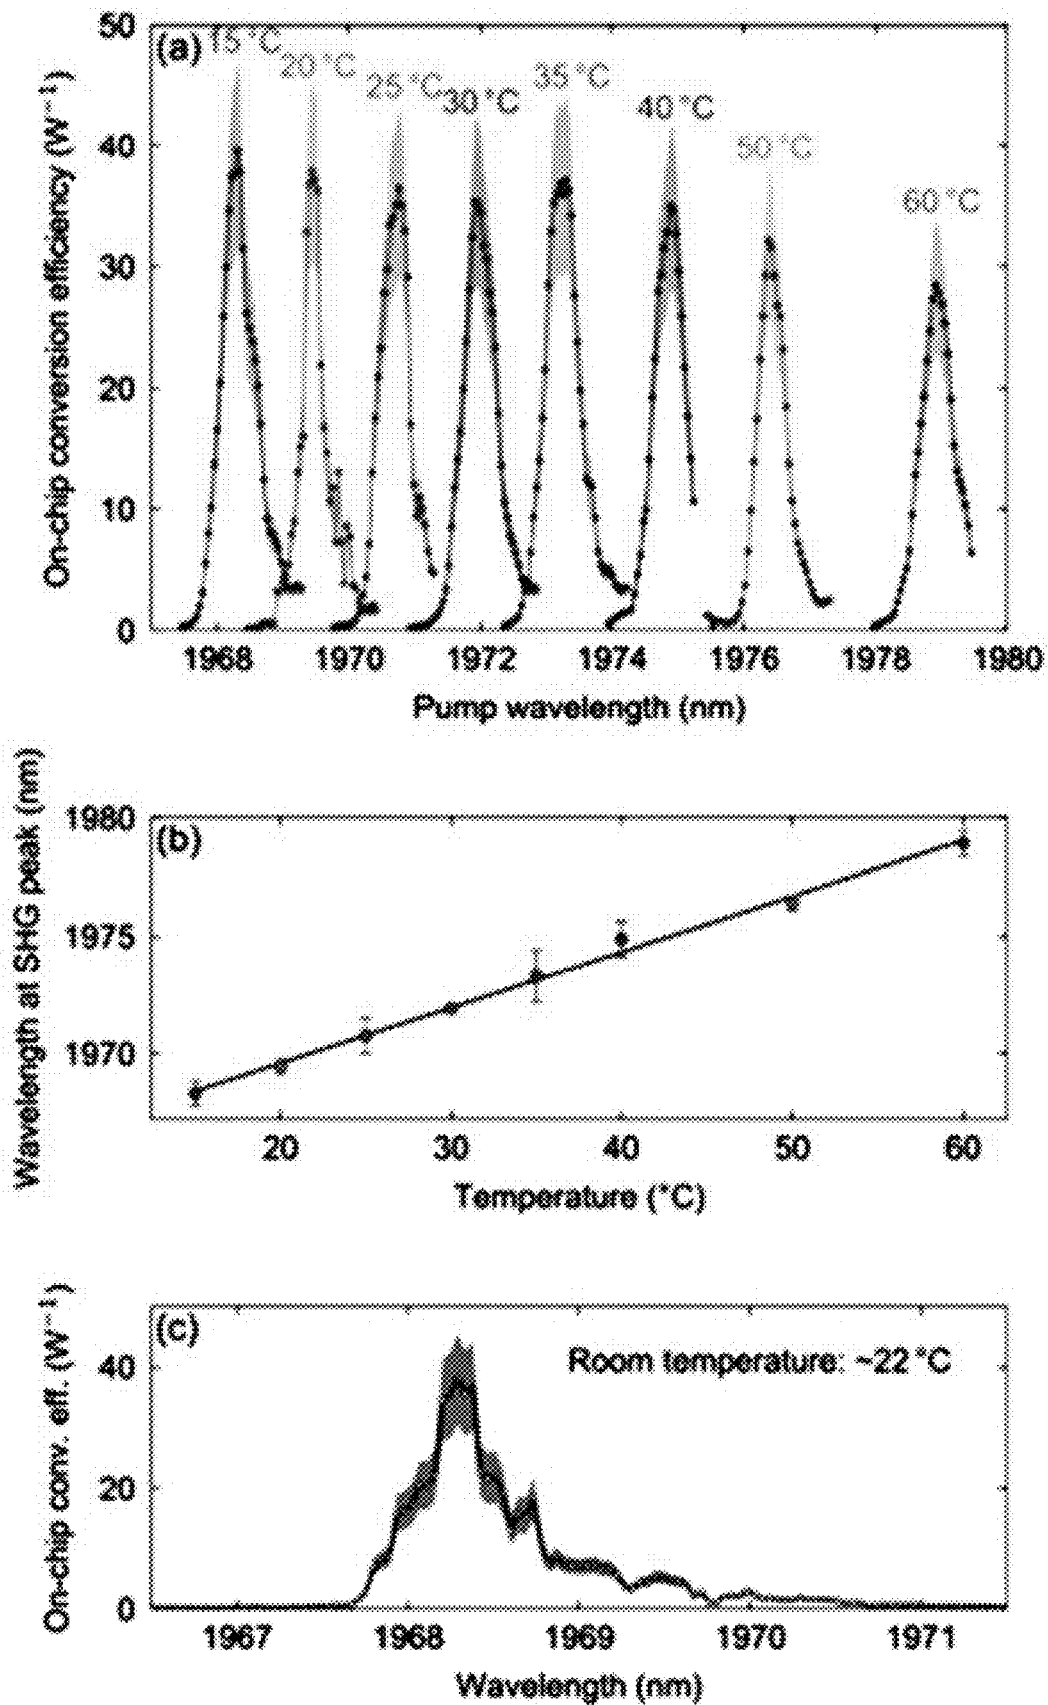 (a)
15 °C
20 °C
25 °C
30 °C
35 °C
40 °C
50 °C
60 °C
On-chip conversion efficiency (W⁻¹)
50
40
30
20
10
0
1968 1970 1972 1974 1976 1978 1980
Pump wavelength (nm)
(b)
Wavelength at SHG peak (nm)
1980
1975
1970
20 30 40 50 60
Temperature (°C)
(c)
Room temperature: ~22 °C
On-chip conv. eff. (W⁻¹)
40
20
0
1967 1968 1969 1970 1971
Wavelength (nm)